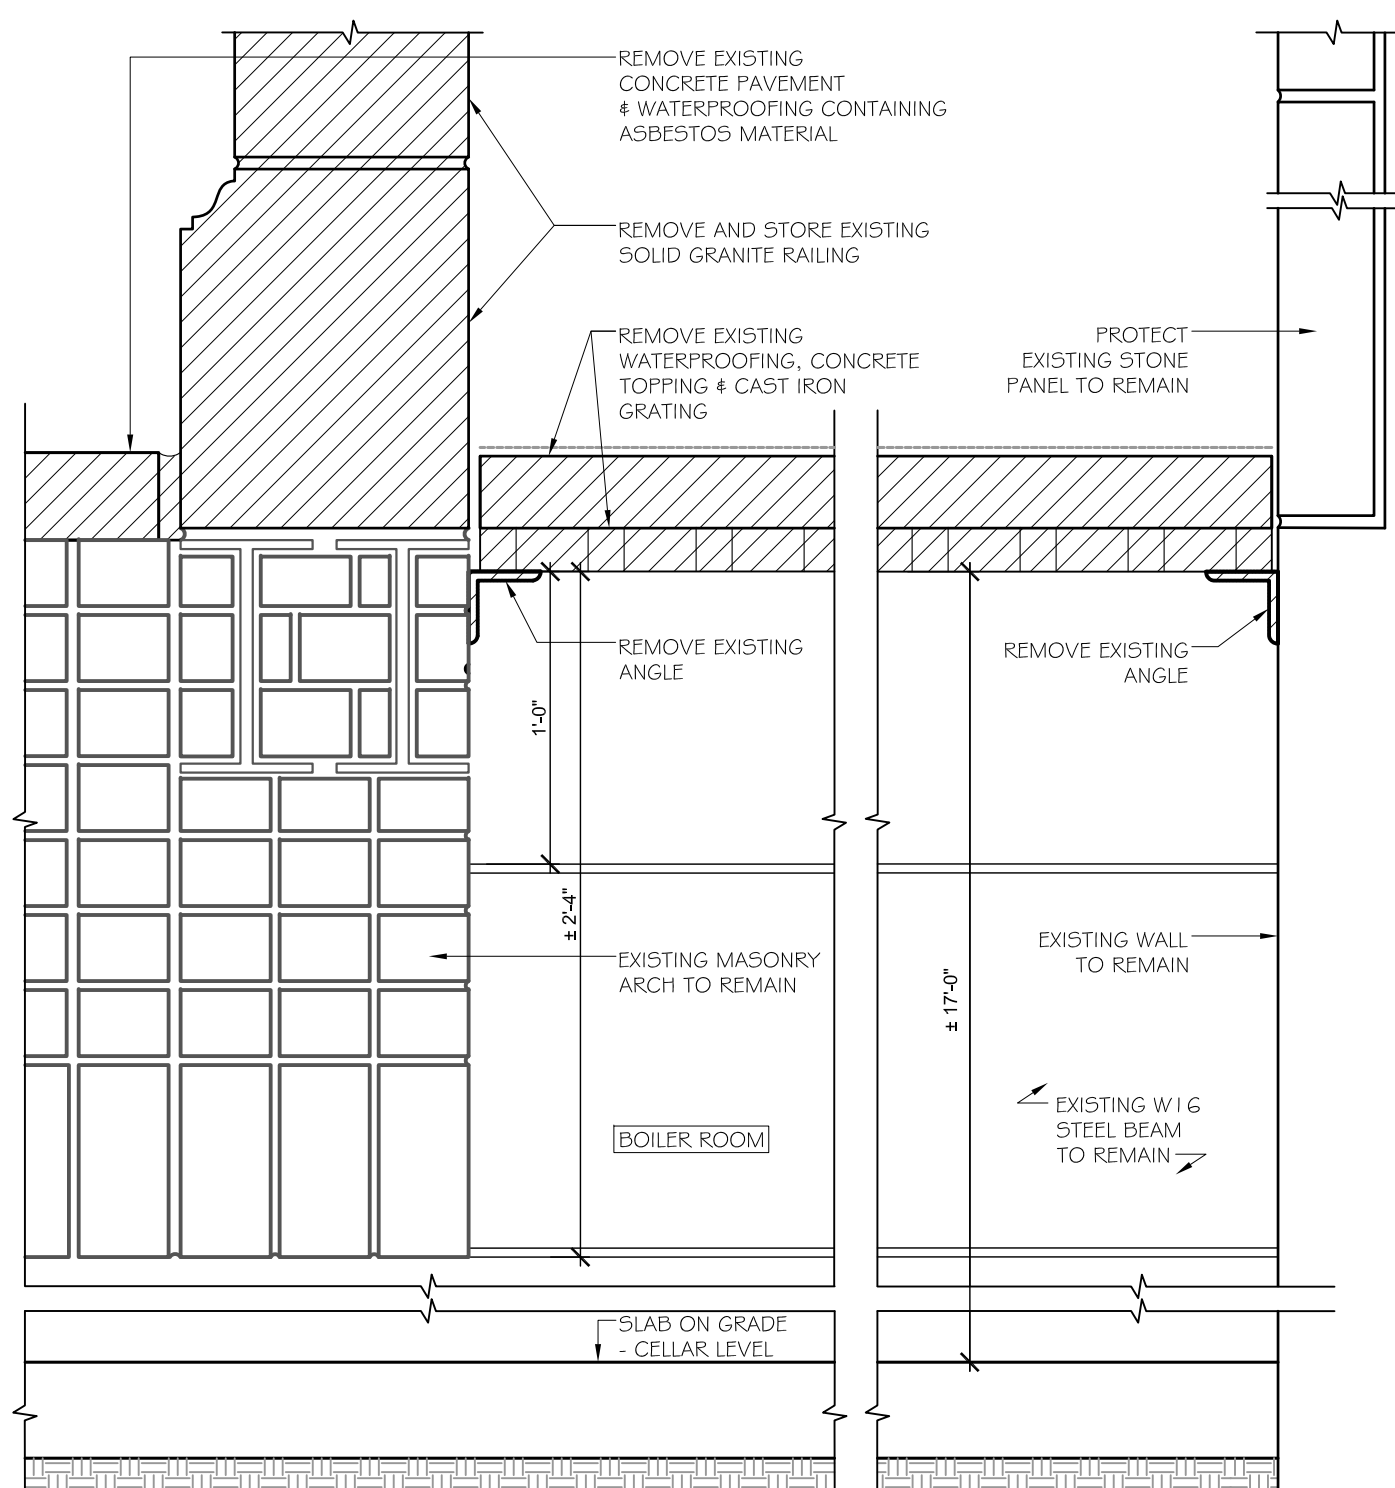 REMOVE EXISTING
CONCRETE PAVEMENT
& WATERPROOFING CONTAINING
ASBESTOS MATERIAL
REMOVE AND STORE EXISTING
SOLID GRANITE RAILING
REMOVE EXISTING
WATERPROOFING, CONCRETE
TOPPING & CAST IRON
GRATING
PROTECT
EXISTING STONE
PANEL TO REMAIN
REMOVE EXISTING
ANGLE
REMOVE EXISTING
ANGLE
1'-0"
± 2'-4"
EXISTING MASONRY
ARCH TO REMAIN
EXISTING WALL
TO REMAIN
± 17'-0"
EXISTING W16
STEEL BEAM
TO REMAIN
BOILER ROOM
SLAB ON GRADE
- CELLAR LEVEL